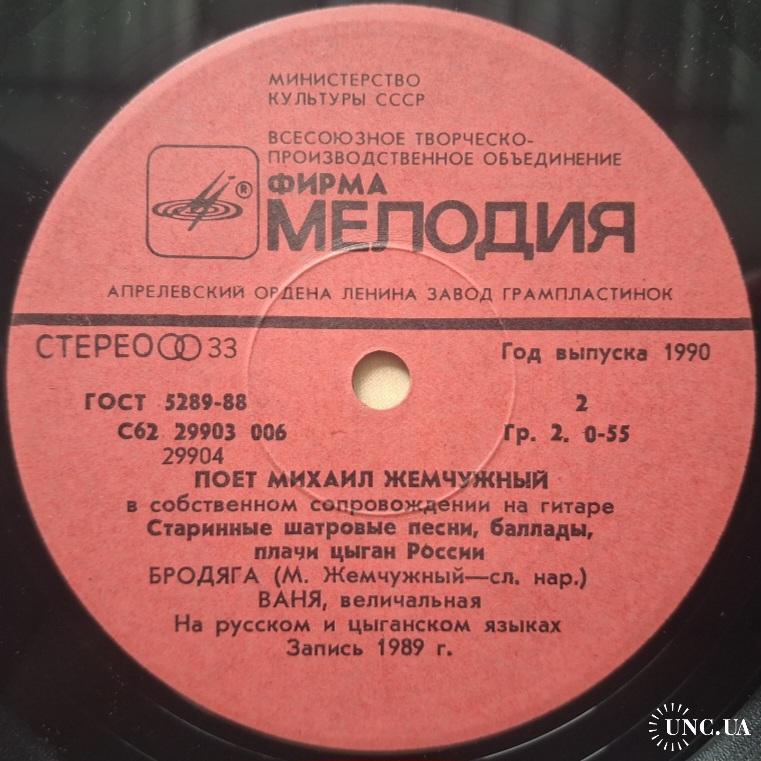 МИНИСТЕРСТВО
КУЛЬТУРЫ СССР
ВСЕСОЮЗНОЕ ТВОРЧЕСКО-
ПРОИЗВОДСТВЕННОЕ ОБЪЕДИНЕНИЕ
ФИРМА
®
МЕЛОДИЯ
АПРЕЛЕВСКИЙ ОРДЕНА ЛЕНИНА ЗАВОД ГРАМПЛАСТИНОК
СТЕРЕО 33
Год выпуска 1990
ГОСТ 5289-88
2
С62 29903 006
Гр. 2. 0-55
29904
ПОЕТ МИХАИЛ ЖЕМЧУЖНЫЙ
в собственном сопровождении на гитаре
Старинные шатровые песни, баллады,
плачи цыган России
БРОДЯГА (М. Жемчужный—сл. нар.)
ВАНЯ, величальная
На русском и цыганском языках
Запись 1989 г.
UNC.UA